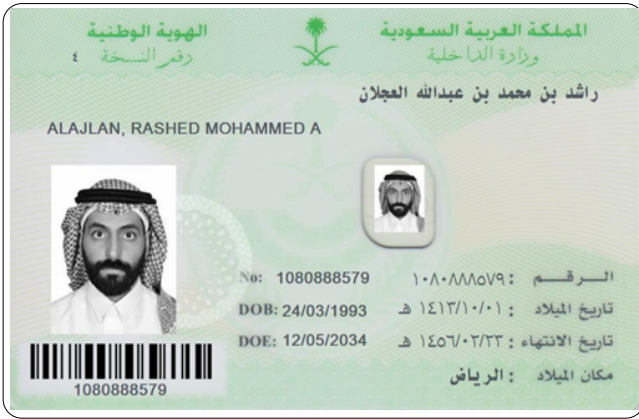 المملكة العربية السعودية
وزارة الداخلية
الهوية الوطنية
رقم النسخة ٤
راشد بن محمد بن عبدالله العجلان
ALAJLAN, RASHED MOHAMMED A
No: 1080888579 الـرقـــم : ١٠٨٠٨٨٨٥٧٩
DOB: 24/03/1993 تاريخ الميلاد : ١٤١٣/١٠/٠١ هـ
DOE: 12/05/2034 تاريخ الانتهاء : ١٤٥٦/٠٢/٢٣ هـ
مكان الميلاد : الرياض
1080888579